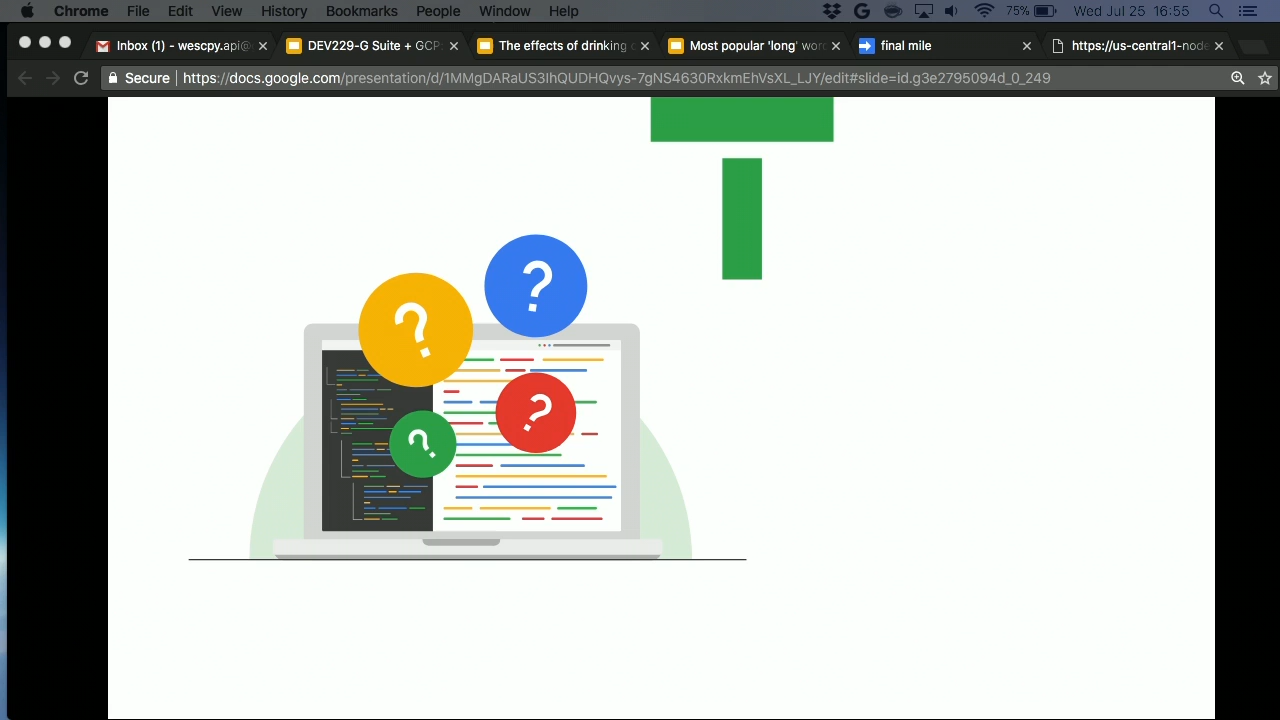 Chrome File Edit View History Bookmarks People Window Help 75% Wed Jul 25 16:55
Inbox (1) - wescpy.api@ DEV229-G Suite + GCP: The effects of drinking Most popular 'long' final mile https://us-central1-node
Secure https://docs.google.com/presentation/d/1MMgDARaUS3IhQUDHQvys-7gNS4630RxkmEhVsXL_LJY/edit#slide=id.g3e2795094d_0_249
? ?
? ?